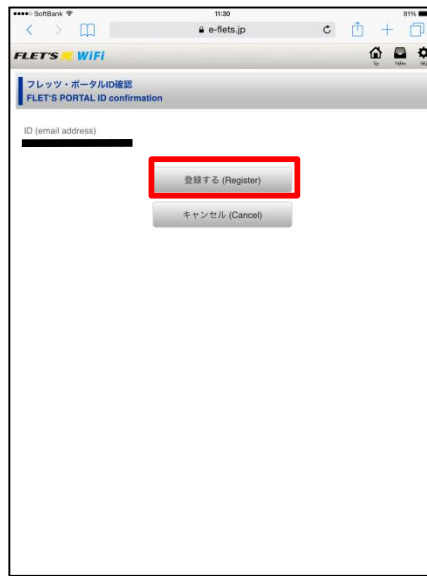 SoftBank 11:30 81%
e-flets.jp
FLET'S WiFi
フレッツ・ポータルID確認
FLET'S PORTAL ID confirmation
ID (email address)
登録する (Register)
キャンセル (Cancel)